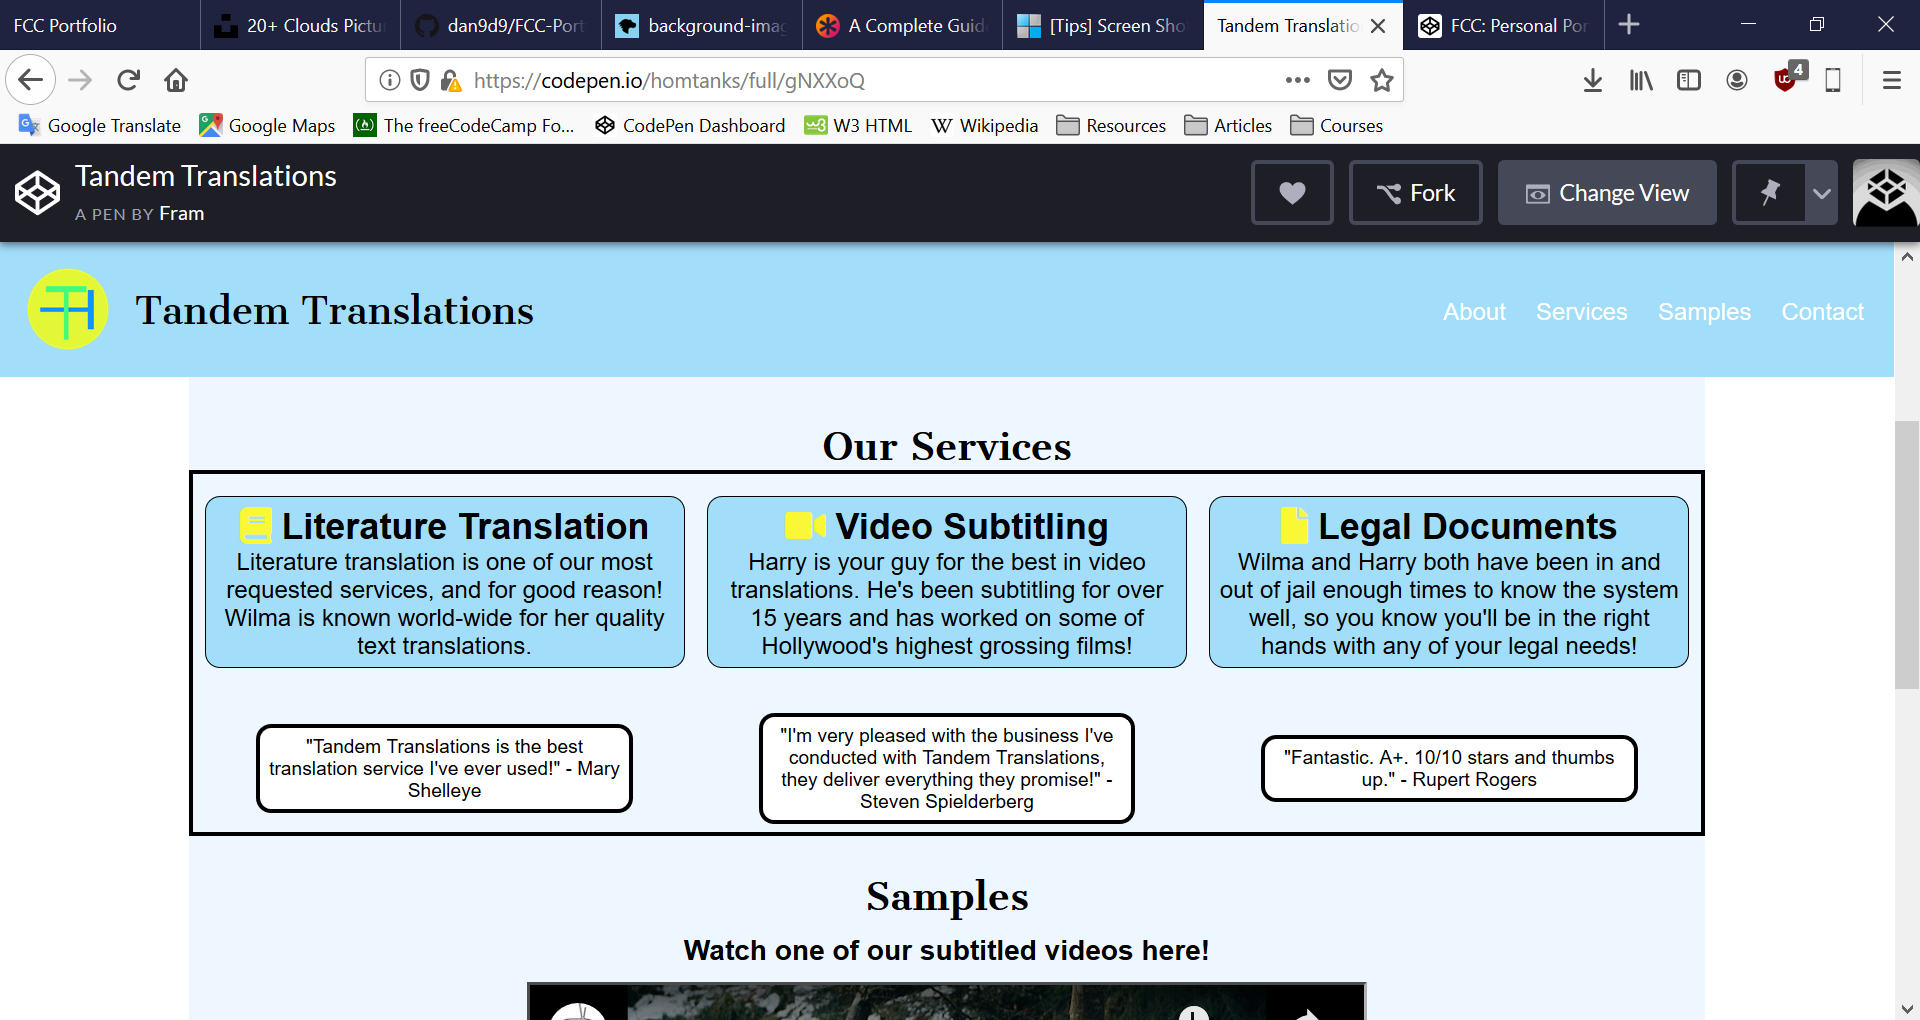 FCC Portfolio
20+ Clouds Pictu
dan9d9/FCC-Port
background-imag
A Complete Guid
[Tips] Screen Sho
Tandem Translatio
FCC: Personal Por
https://codepen.io/homtanks/full/gNXXoQ
4
Google Translate
Google Maps
The freeCodeCamp Fo...
CodePen Dashboard
W3 HTML
Wikipedia
Resources
Articles
Courses
Tandem Translations
A PEN BY Fram
Fork
Change View
Tandem Translations
About
Services
Samples
Contact
Our Services
Literature Translation
Literature translation is one of our most
requested services, and for good reason!
Wilma is known world-wide for her quality
text translations.
Video Subtitling
Harry is your guy for the best in video
translations. He's been subtitling for over
15 years and has worked on some of
Hollywood's highest grossing films!
Legal Documents
Wilma and Harry both have been in and
out of jail enough times to know the system
well, so you know you'll be in the right
hands with any of your legal needs!
"Tandem Translations is the best
translation service I've ever used!" - Mary
Shelleye
"I'm very pleased with the business I've
conducted with Tandem Translations,
they deliver everything they promise!" -
Steven Spielderberg
"Fantastic. A+. 10/10 stars and thumbs
up." - Rupert Rogers
Samples
Watch one of our subtitled videos here!